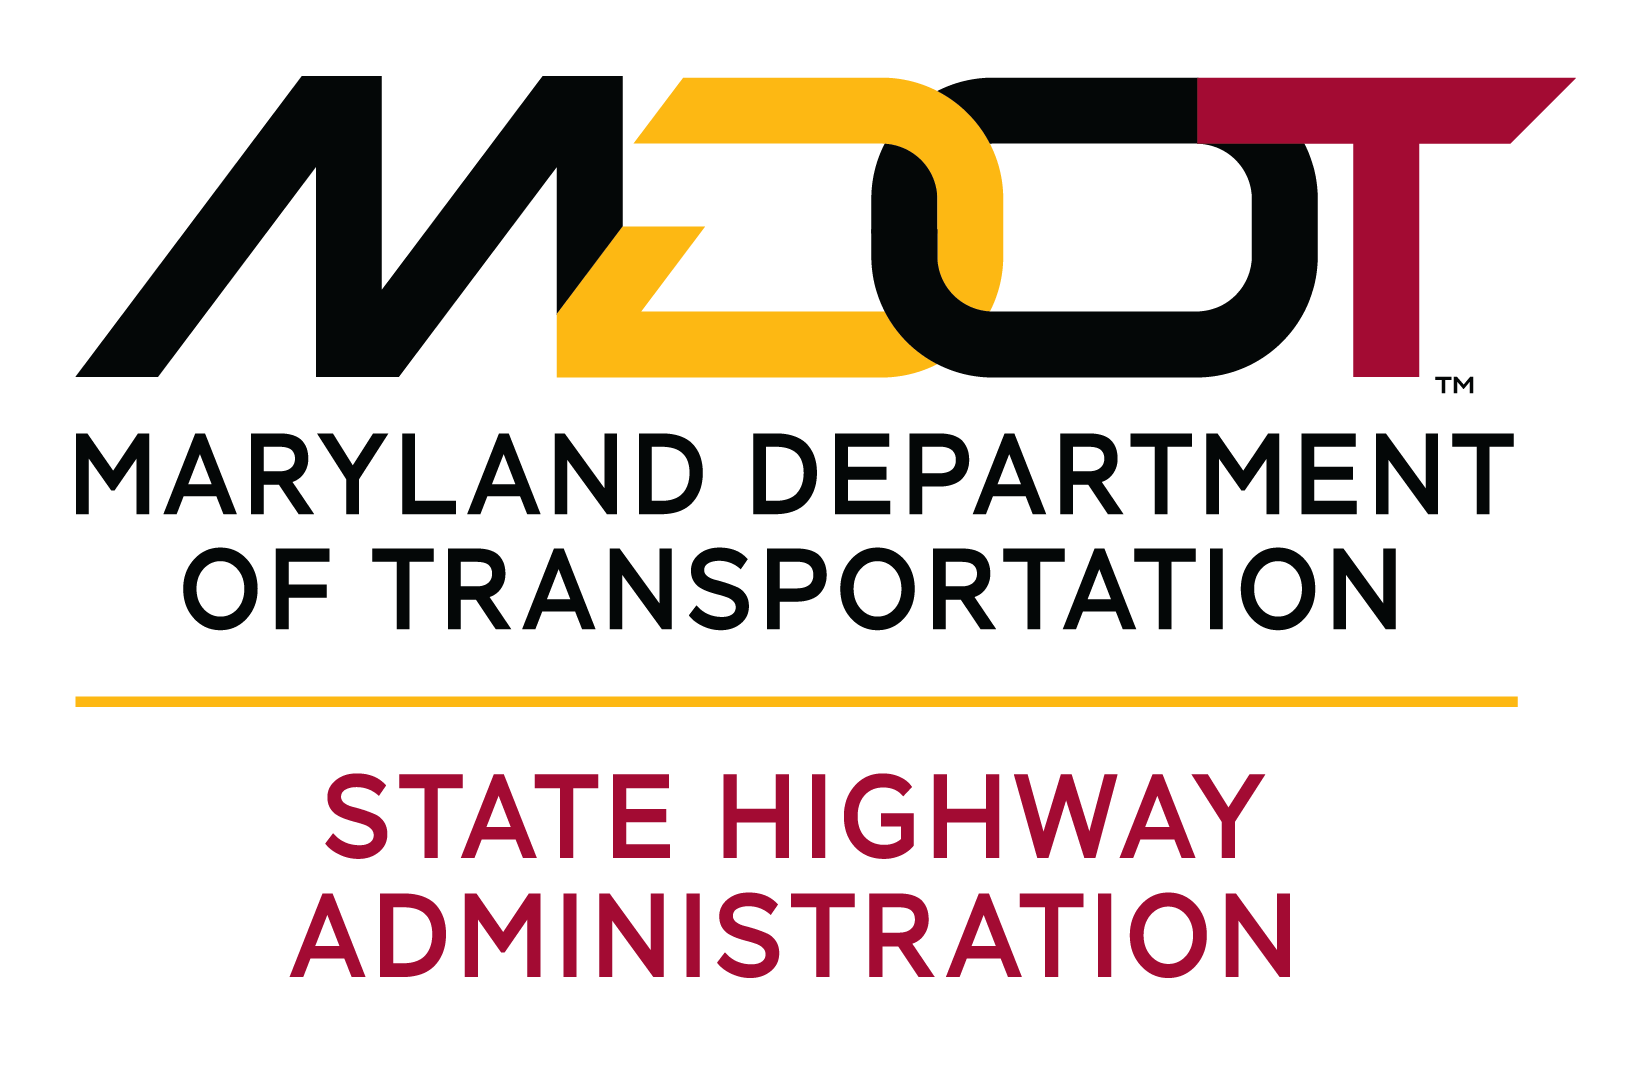 MDOT™
MARYLAND DEPARTMENT
OF TRANSPORTATION
STATE HIGHWAY
ADMINISTRATION